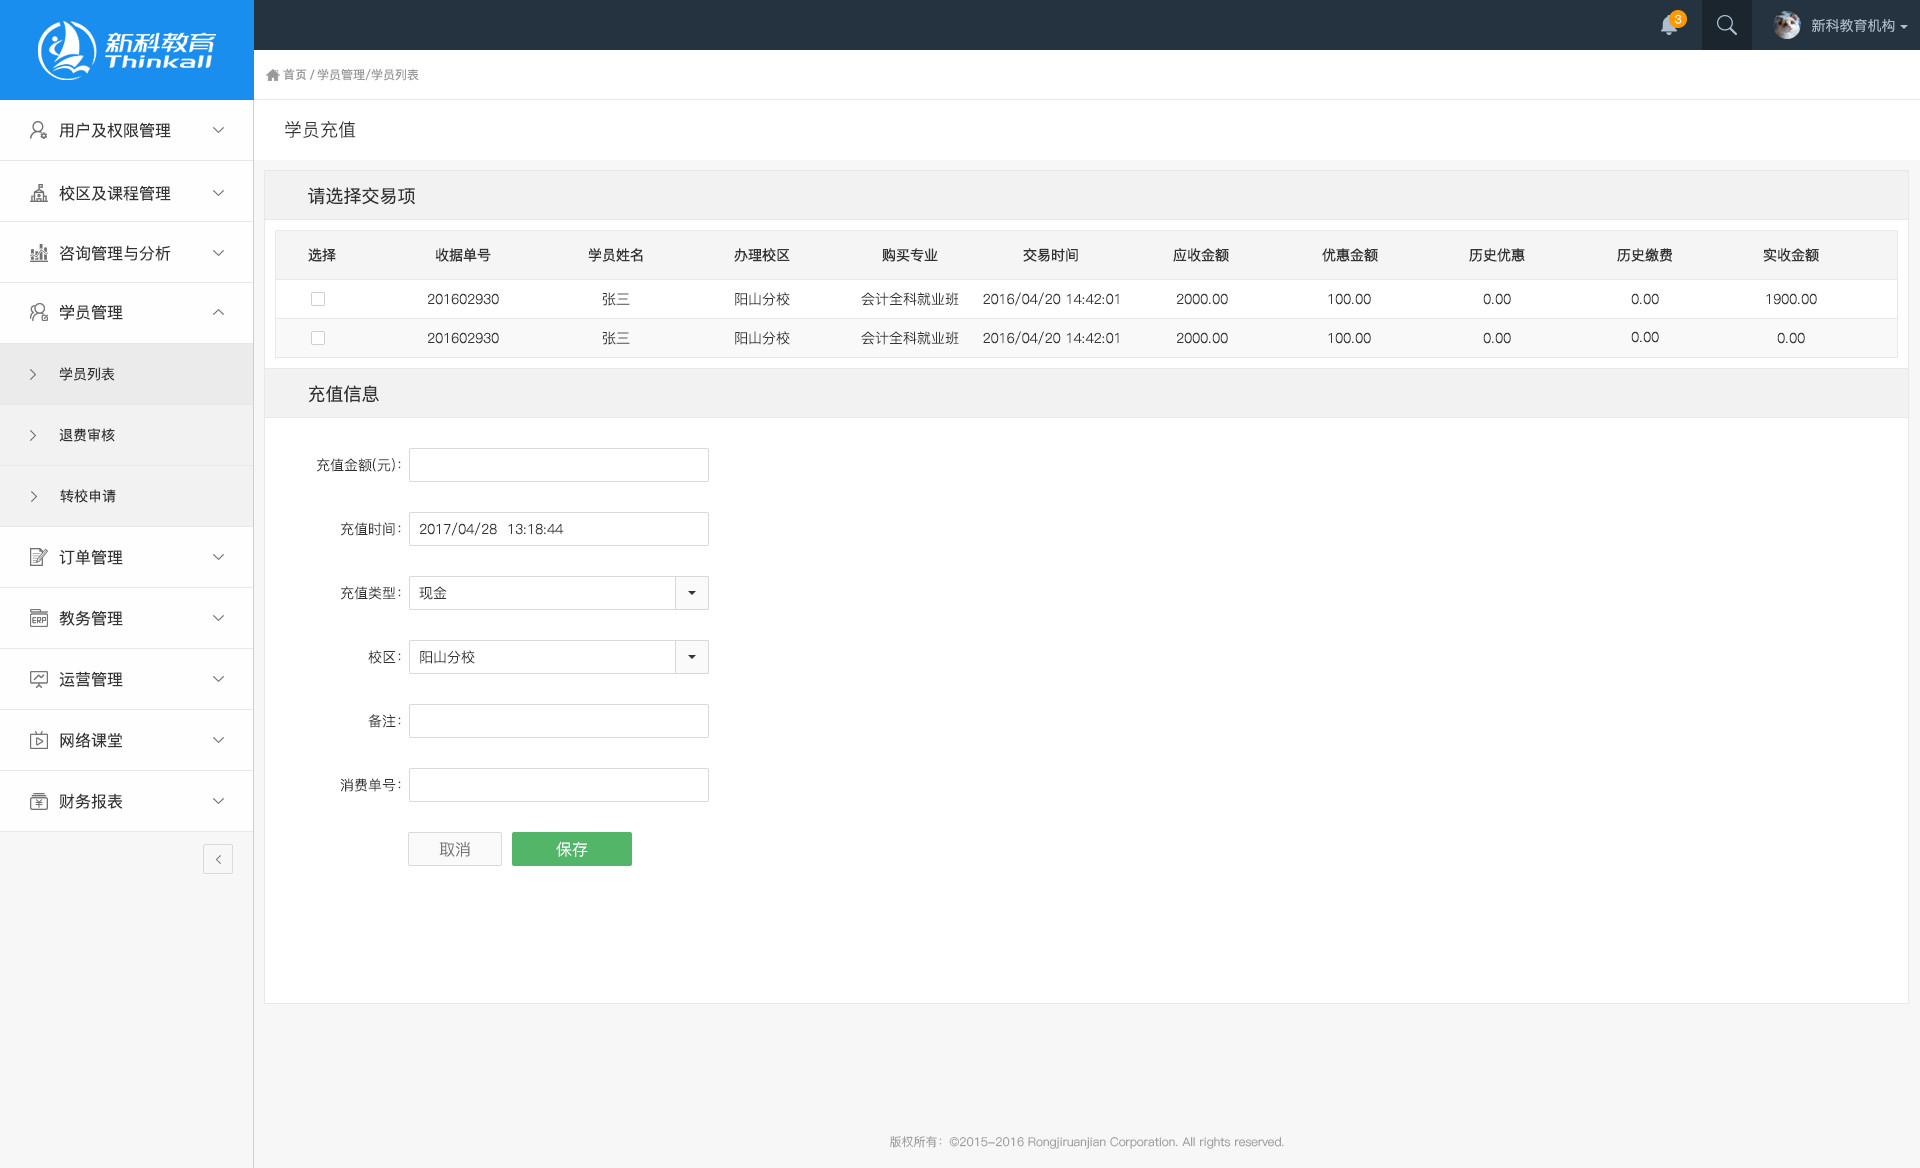 新科教育
Thinkall
3
新科教育机构
首页 / 学员管理/学员列表
学员充值
用户及权限管理
校区及课程管理
咨询管理与分析
学员管理
学员列表
退费审核
转校申请
订单管理
ERP 教务管理
运营管理
网络课堂
财务报表
请选择交易项
选择 收据单号 学员姓名 办理校区 购买专业 交易时间 应收金额 优惠金额 历史优惠 历史缴费 实收金额
201602930 张三 阳山分校 会计全科就业班 2016/04/20 14:42:01 2000.00 100.00 0.00 0.00 1900.00
201602930 张三 阳山分校 会计全科就业班 2016/04/20 14:42:01 2000.00 100.00 0.00 0.00 0.00
充值信息
充值金额(元):
充值时间: 2017/04/28 13:18:44
充值类型: 现金
校区: 阳山分校
备注:
消费单号:
取消 保存
版权所有: ©2015-2016 Rongjiruanjian Corporation. All rights reserved.